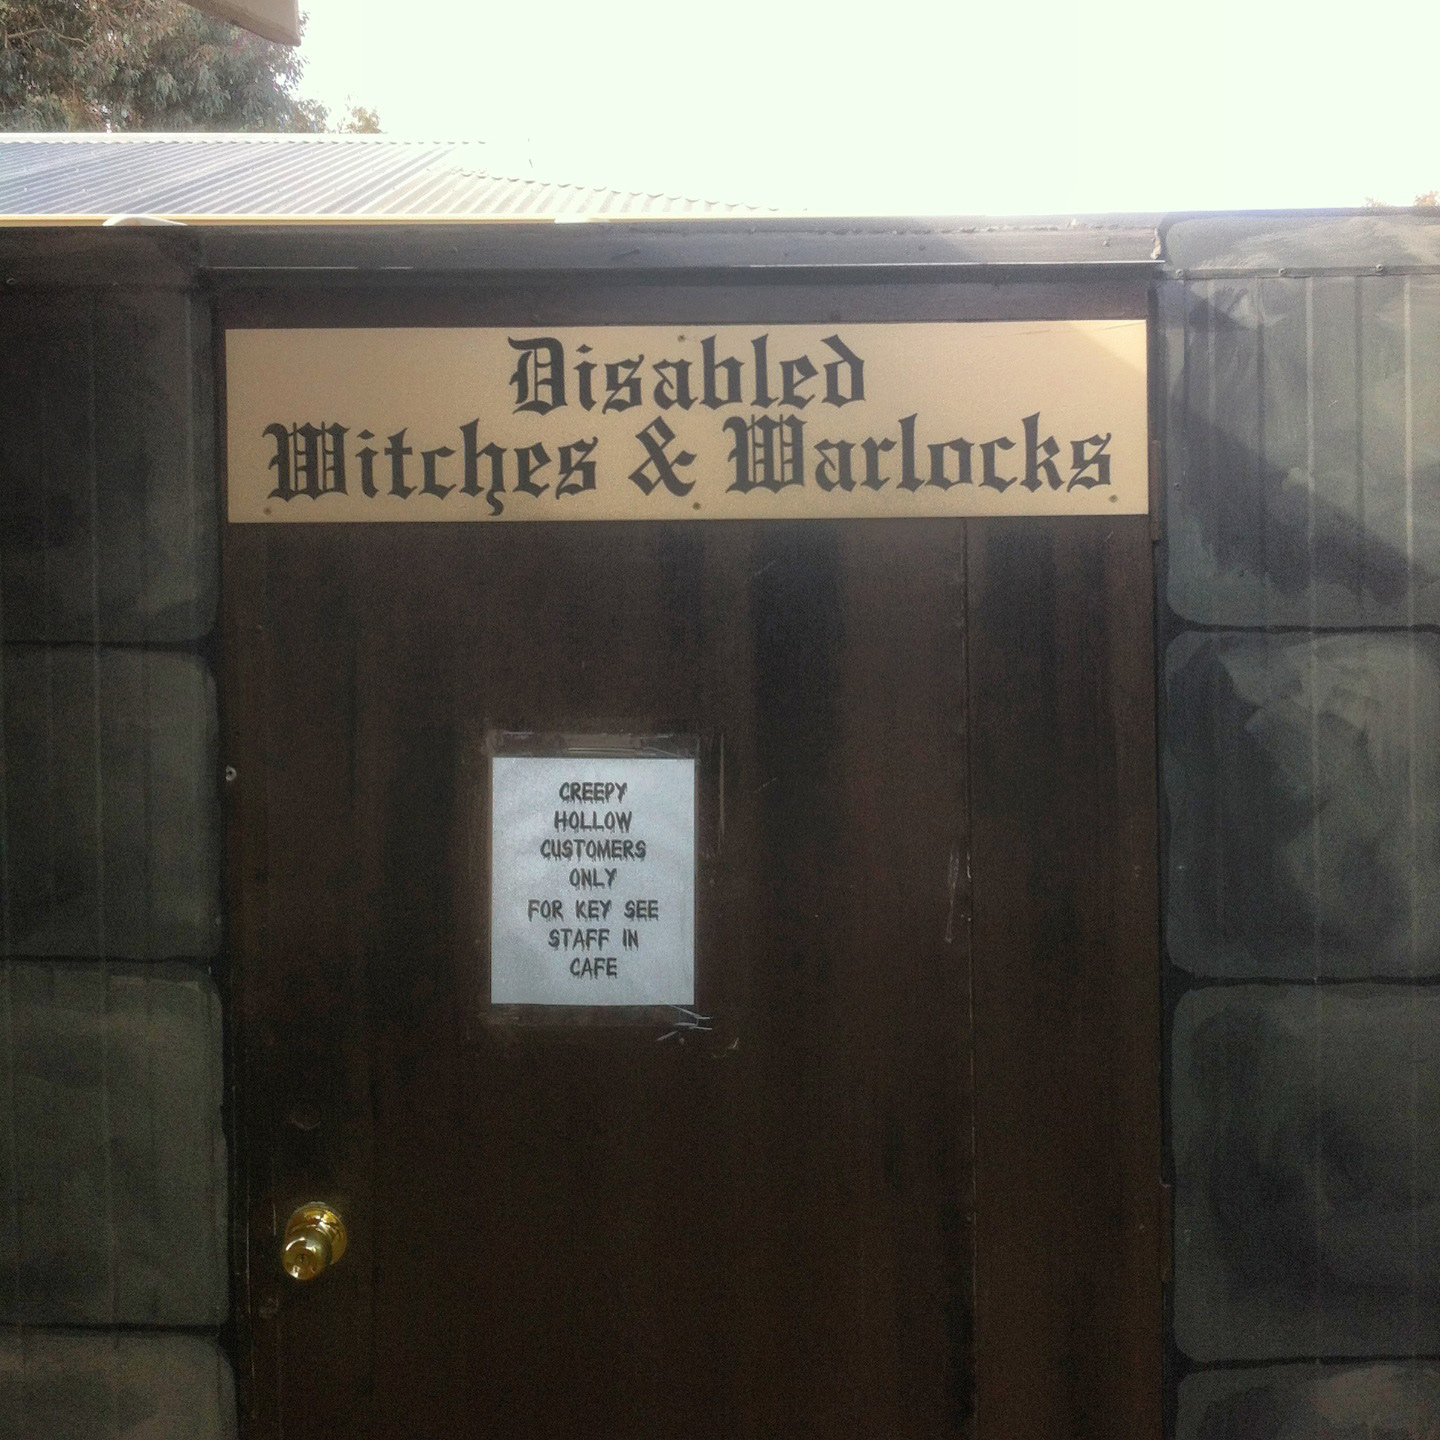 Disabled
Witches & Warlocks
CREEPY
HOLLOW
CUSTOMERS
ONLY
FOR KEY SEE
STAFF IN
CAFE